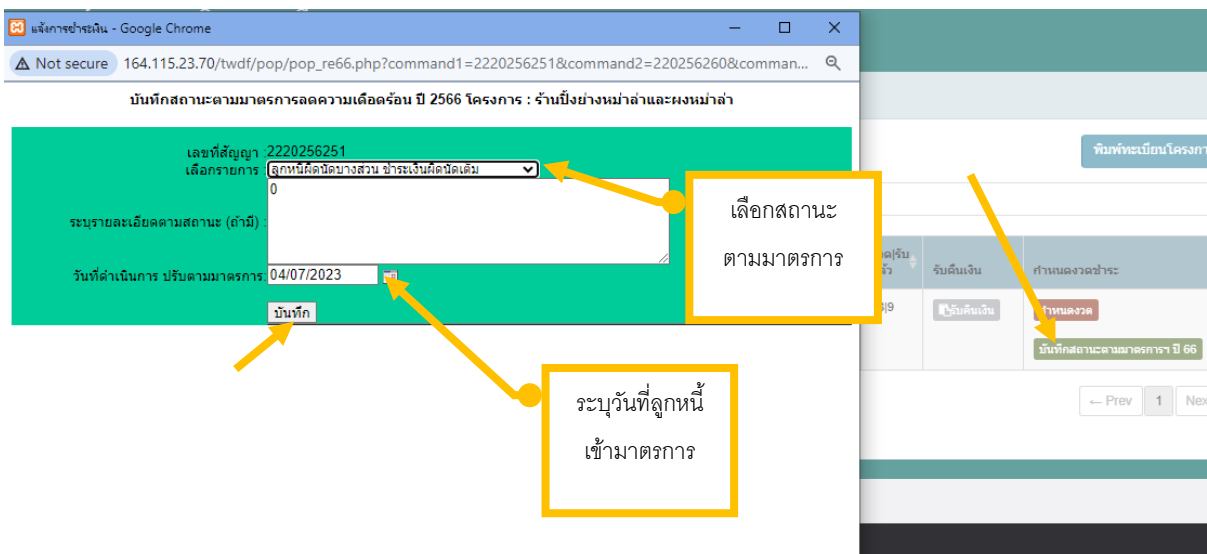 แจ้งการชำระเงิน - Google Chrome
Not secure 164.115.23.70/twdf/pop/pop_re66.php?command1=2220256251&command2=220256260&comman...
บันทึกสถานะตามมาตรการลดความเดือดร้อน ปี 2566 โครงการ : ร้านปิ้งย่างหม่าล่าและผงหม่าล่า
เลขที่สัญญา :2220256251
เลือกรายการ : ลูกหนี้ผิดนัดบางส่วน ชำระเงินผิดนัดเดิม
0
ระบุรายละเอียดตามสถานะ (ถ้ามี) :
วันที่ดำเนินการ ปรับตามมาตรการ: 04/07/2023
บันทึก
เลือกสถานะ
ตามมาตรการ
ระบุวันที่ลูกหนี้
เข้ามาตรการ
พิมพ์ทะเบียนโครงกา
รับคืนเงิน
กำหนดงวดชำระ
รับคืนเงิน
กำหนดงวด
บันทึกสถานะตามมาตรการฯ ปี 66
← Prev 1 Nex